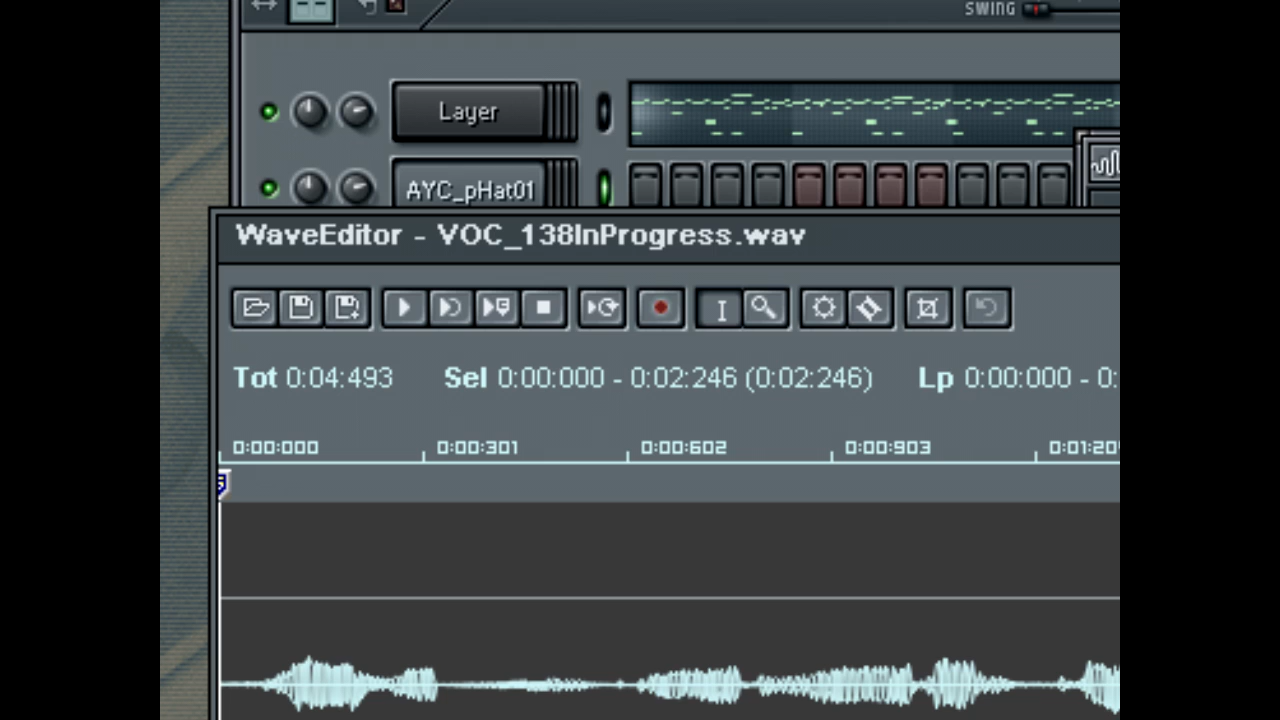 SWING
Layer
AYC_pHat01
WaveEditor - VOC_138InProgress.wav
Tot 0:04:493 Sel 0:00:000 - 0:02:246 (0:02:246) Lp 0:00:000 - 0:
0:00:000 0:00:301 0:00:602 0:00:903 0:01:20